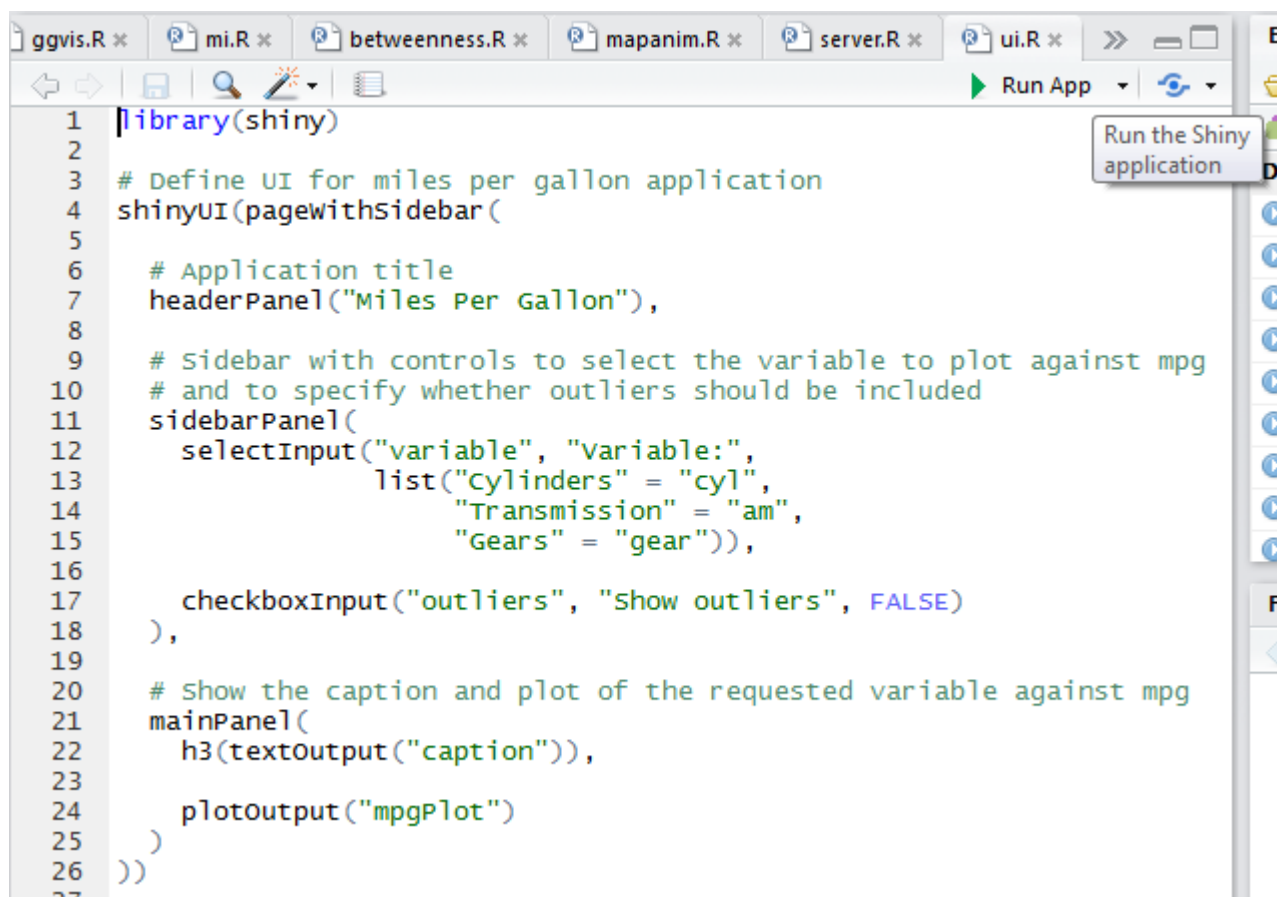 ggvis.R × mi.R × betweenness.R × mapanim.R × server.R × ui.R ×
Run App
Run the Shiny
application
1 library(shiny)
2
3 # Define UI for miles per gallon application
4 shinyUI(pageWithSidebar(
5
6 # Application title
7 headerPanel("Miles Per Gallon"),
8
9 # Sidebar with controls to select the variable to plot against mpg
10 # and to specify whether outliers should be included
11 sidebarPanel(
12 selectInput("variable", "Variable:",
13 list("Cylinders" = "cyl",
14 "Transmission" = "am",
15 "Gears" = "gear")),
16
17 checkboxInput("outliers", "Show outliers", FALSE)
18 ),
19
20 # Show the caption and plot of the requested variable against mpg
21 mainPanel(
22 h3(textOutput("caption")),
23
24 plotOutput("mpgPlot")
25 )
26 ))